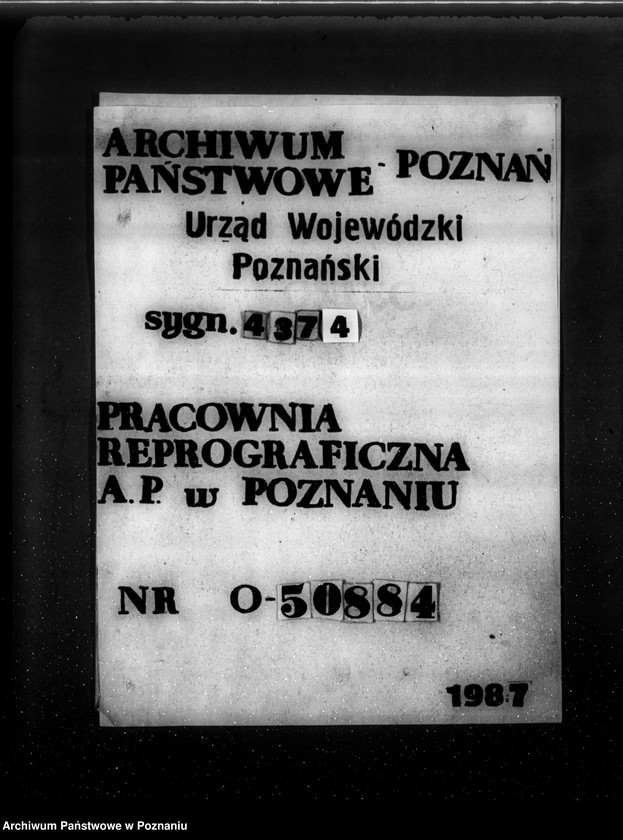 ARCHIWUM
PAŃSTWOWE - POZNAŃ
Urząd Wojewódzki
Poznański
sygn. 4374
PRACOWNIA
REPROGRAFICZNA
A.P. w POZNANIU
NR O-50884
1987
Archiwum Państwowe w Poznaniu